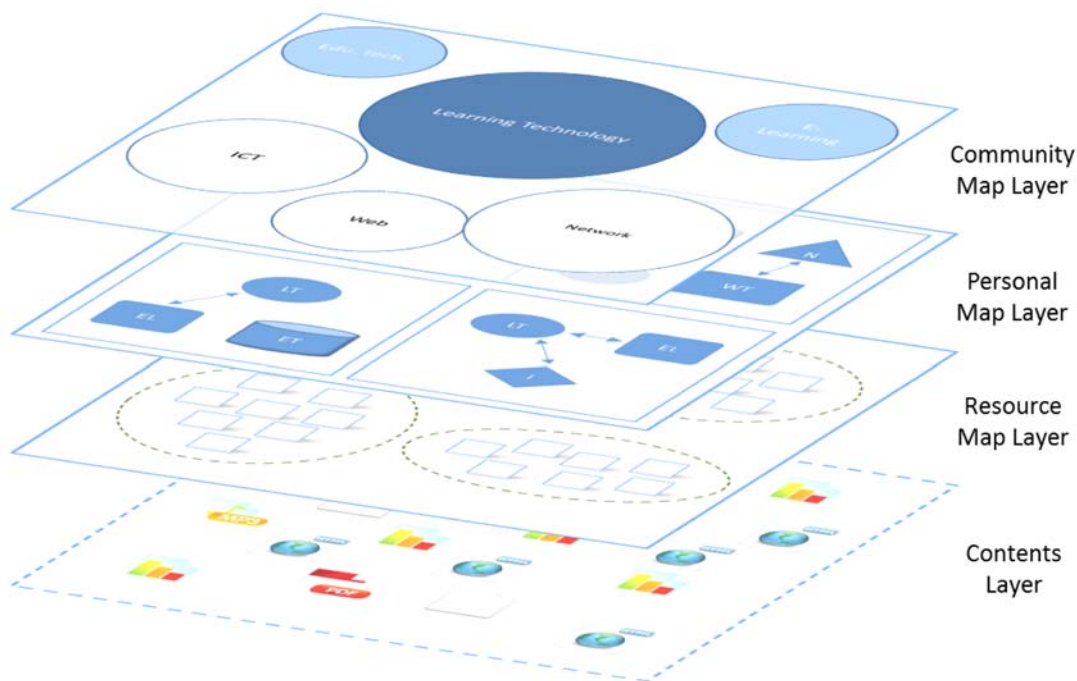 Edu. Tech.
Learning Technology
E-
Learning
ICT
Web
Network
Community
Map Layer
N
WT
LT
EL
ET
LT
EL
I
Personal
Map Layer
Resource
Map Layer
MP3
PDF
Contents
Layer